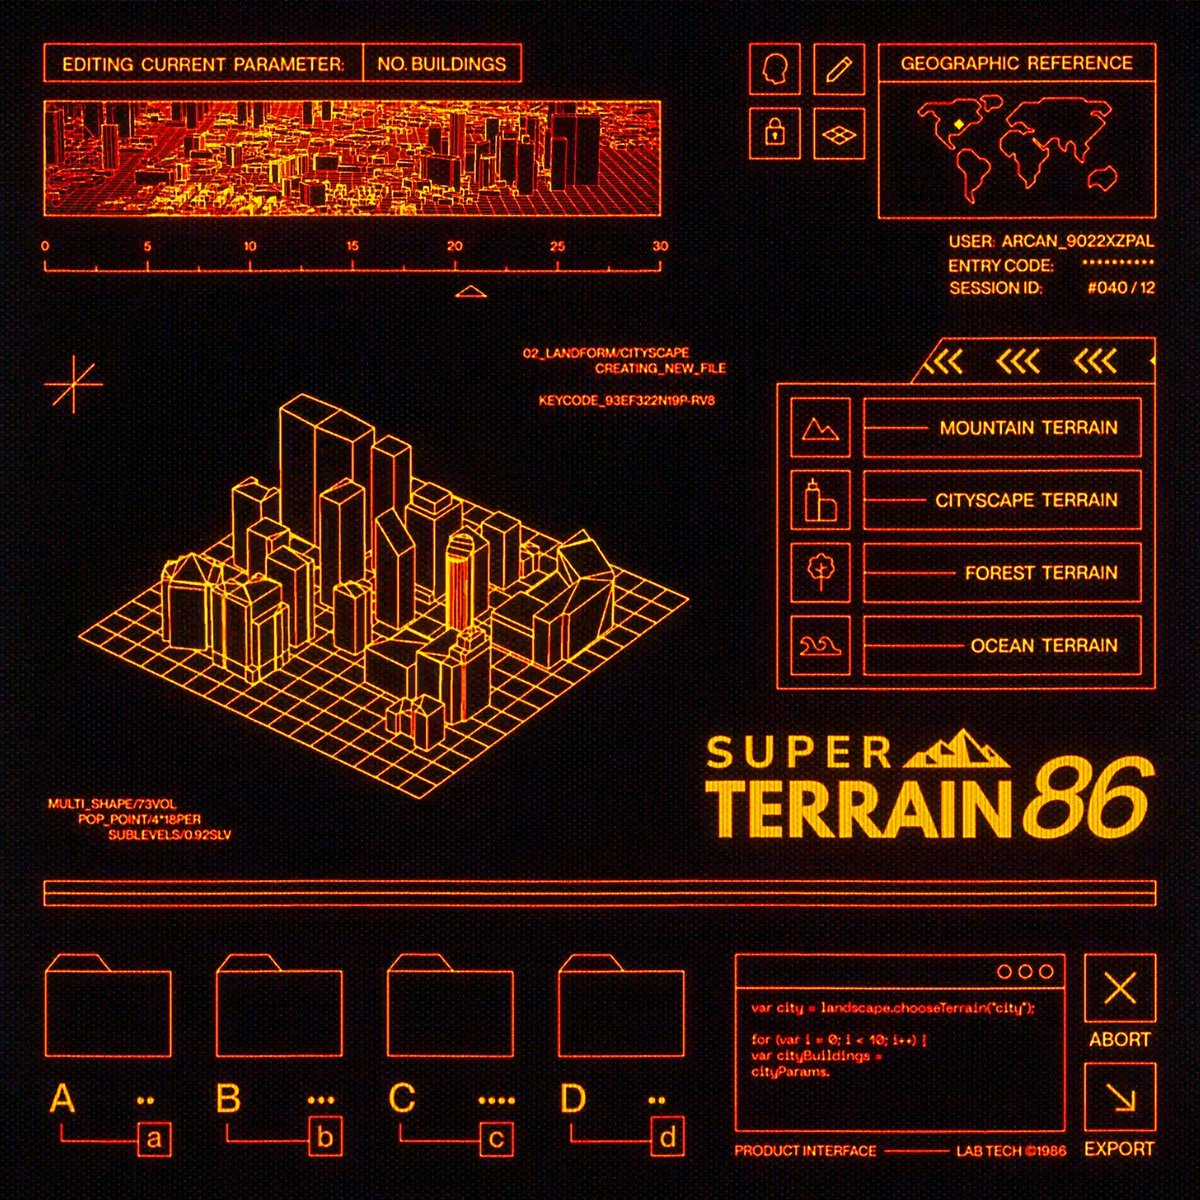 EDITING CURRENT PARAMETER:
NO. BUILDINGS
GEOGRAPHIC REFERENCE
0 5 10 15 20 25 30
USER: ARCAN_9022XZPAL
ENTRY CODE: **********
SESSION ID: #040 / 12
02_LANDFORM/CITYSCAPE
CREATING_NEW_FILE
KEYCODE_93EF322N19P-RV8
MOUNTAIN TERRAIN
CITYSCAPE TERRAIN
FOREST TERRAIN
OCEAN TERRAIN
SUPER
TERRAIN 86
MULTI_SHAPE/73VOL
POP_POINT/4*18PER
SUBLEVELS/0.92SLV
var city = landscape.chooseTerrain("city");
for (var i = 0; i < 10; i++) {
var cityBuildings =
cityParams.
ABORT
A B C D
a b c d
EXPORT
PRODUCT INTERFACE
LAB TECH ©1986